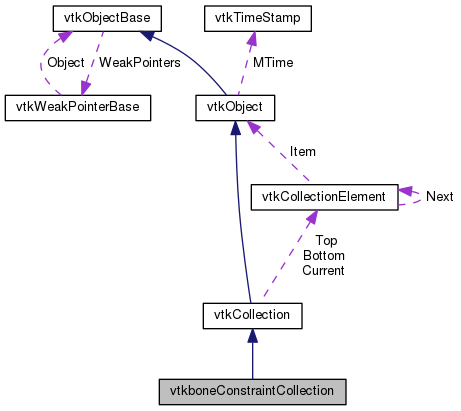 vtkObjectBase
vtkTimeStamp
Object
WeakPointers
MTime
vtkWeakPointerBase
vtkObject
Item
vtkCollectionElement
Next
Top
Bottom
Current
vtkCollection
vtkboneConstraintCollection